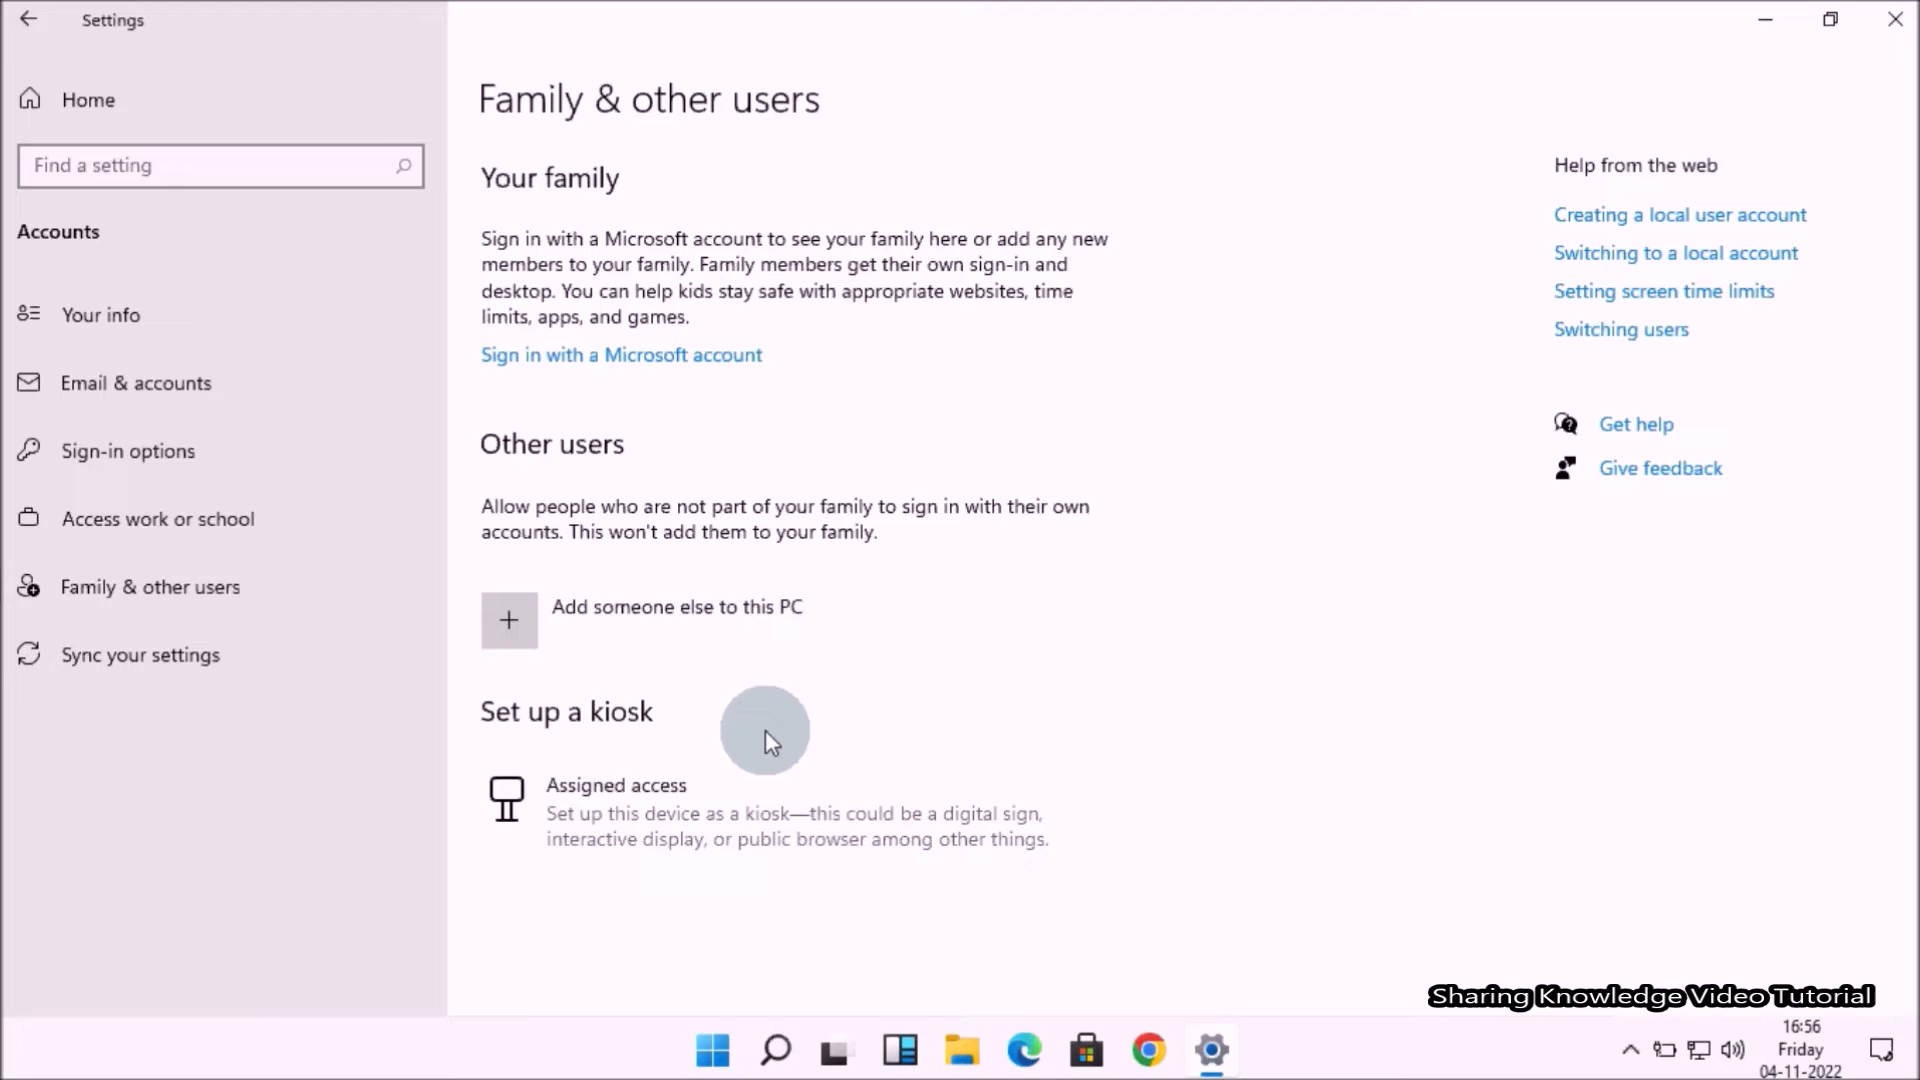 Settings
Home
Find a setting
Accounts
Your info
Email & accounts
Sign-in options
Access work or school
Family & other users
Sync your settings
Family & other users
Your family
Sign in with a Microsoft account to see your family here or add any new
members to your family. Family members get their own sign-in and
desktop. You can help kids stay safe with appropriate websites, time
limits, apps, and games.
Sign in with a Microsoft account
Other users
Allow people who are not part of your family to sign in with their own
accounts. This won't add them to your family.
Add someone else to this PC
Set up a kiosk
Assigned access
Set up this device as a kiosk—this could be a digital sign,
interactive display, or public browser among other things.
Help from the web
Creating a local user account
Switching to a local account
Setting screen time limits
Switching users
Get help
Give feedback
Sharing Knowledge Video Tutorial
16:56
Friday
04-11-2022